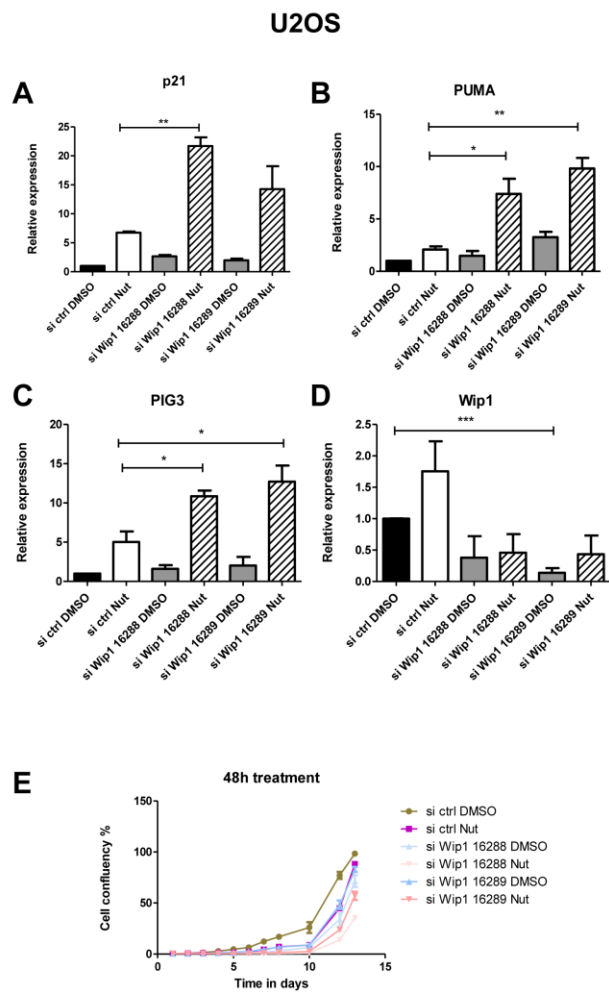 U2OS
A
p21
Relative expression
25
20
15
10
5
0
**
si ctrl DMSO
si ctrl Nut
si Wip1 16288 DMSO
si Wip1 16288 Nut
si Wip1 16289 DMSO
si Wip1 16289 Nut
B
PUMA
Relative expression
15
10
5
0
**
*
si ctrl DMSO
si ctrl Nut
si Wip1 16288 DMSO
si Wip1 16288 Nut
si Wip1 16289 DMSO
si Wip1 16289 Nut
C
PIG3
Relative expression
20
15
10
5
0
*
*
si ctrl DMSO
si ctrl Nut
si Wip1 16288 DMSO
si Wip1 16288 Nut
si Wip1 16289 DMSO
si Wip1 16289 Nut
D
Wip1
Relative expression
2.5
2.0
1.5
1.0
0.5
0.0
***
si ctrl DMSO
si ctrl Nut
si Wip1 16288 DMSO
si Wip1 16288 Nut
si Wip1 16289 DMSO
si Wip1 16289 Nut
E
48h treatment
Cell confluency %
150
100
50
0
0
5
10
15
Time in days
si ctrl DMSO
si ctrl Nut
si Wip1 16288 DMSO
si Wip1 16288 Nut
si Wip1 16289 DMSO
si Wip1 16289 Nut